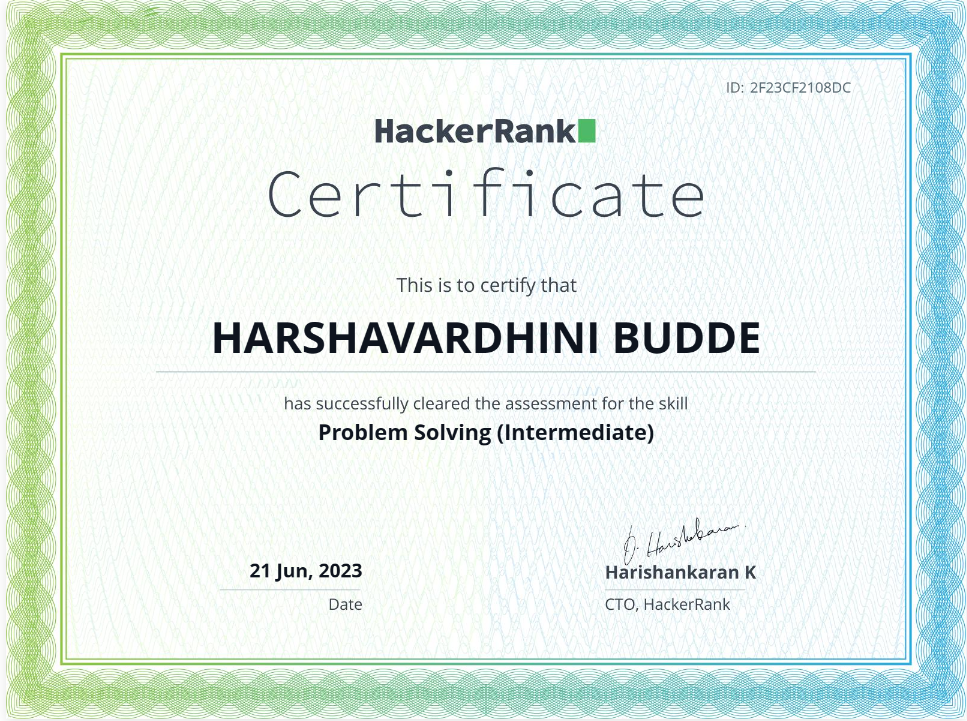 ID: 2F23CF2108DC
HackerRank
Certificate
This is to certify that
HARSHAVARDHINI BUDDE
has successfully cleared the assessment for the skill
Problem Solving (Intermediate)
D. Harishankaran.
21 Jun, 2023
Harishankaran K
Date
CTO, HackerRank